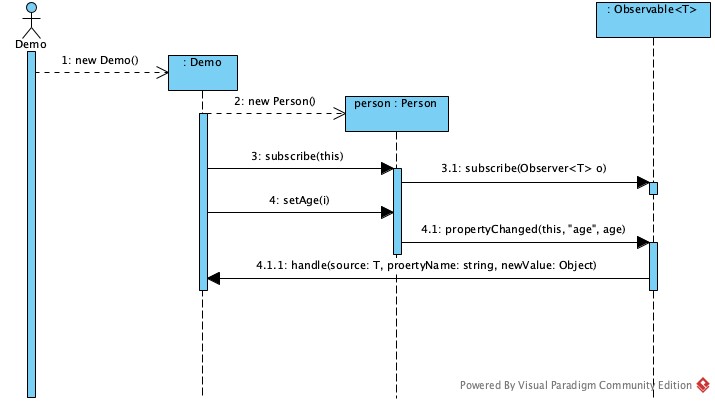 : Observable<T>
Demo
1: new Demo()
: Demo
2: new Person()
person : Person
3: subscribe(this)
3.1: subscribe(Observer<T> o)
4: setAge(i)
4.1: propertyChanged(this, "age", age)
4.1.1: handle(source: T, proertyName: string, newValue: Object)
Powered By Visual Paradigm Community Edition